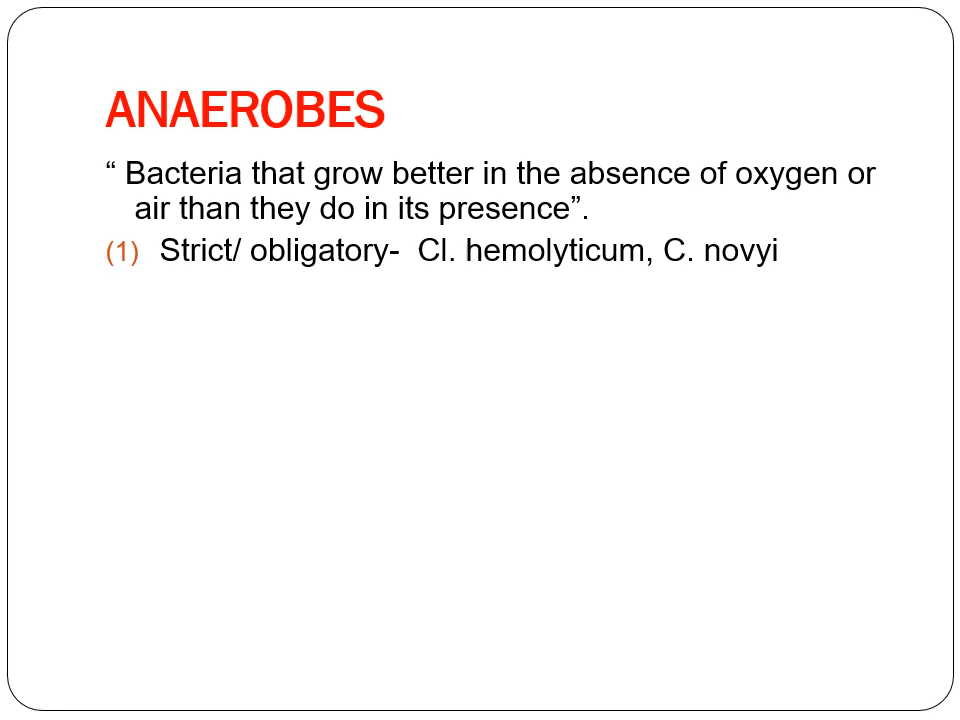 ANAEROBES
“ Bacteria that grow better in the absence of oxygen or
air than they do in its presence”.
(1) Strict/ obligatory-  Cl. hemolyticum, C. novyi